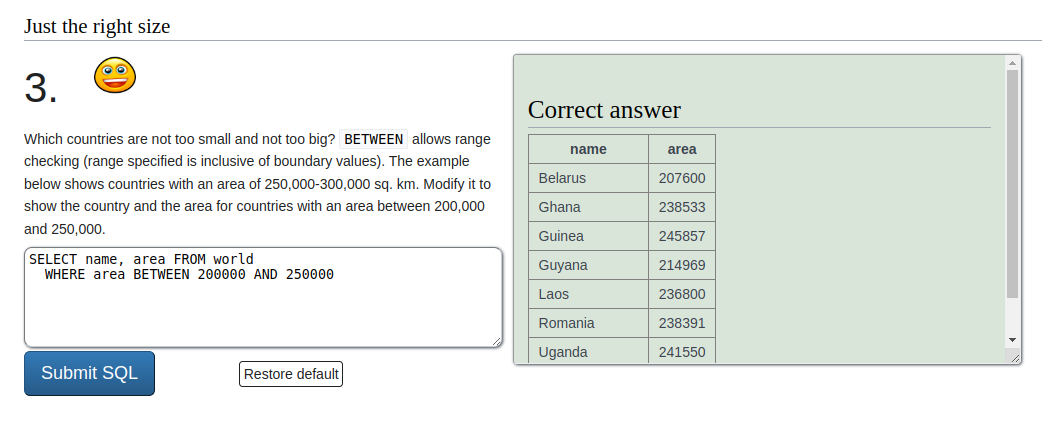 Just the right size
3.
Which countries are not too small and not too big? BETWEEN allows range
checking (range specified is inclusive of boundary values). The example
below shows countries with an area of 250,000-300,000 sq. km. Modify it to
show the country and the area for countries with an area between 200,000
and 250,000.
SELECT name, area FROM world
WHERE area BETWEEN 200000 AND 250000
Submit SQL
Restore default
Correct answer
name area
Belarus 207600
Ghana 238533
Guinea 245857
Guyana 214969
Laos 236800
Romania 238391
Uganda 241550